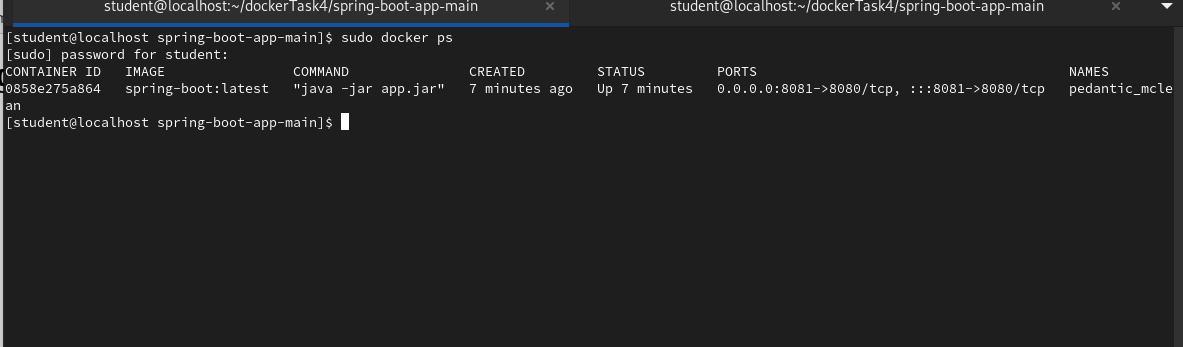 student@localhost:~/dockerTask4/spring-boot-app-main × student@localhost:~/dockerTask4/spring-boot-app-main ×
[student@localhost spring-boot-app-main]$ sudo docker ps
[sudo] password for student:
CONTAINER ID   IMAGE                COMMAND               CREATED         STATUS         PORTS                                       NAMES
0858e275a864   spring-boot:latest   "java -jar app.jar"   7 minutes ago   Up 7 minutes   0.0.0.0:8081->8080/tcp, :::8081->8080/tcp   pedantic_mcle
an
[student@localhost spring-boot-app-main]$